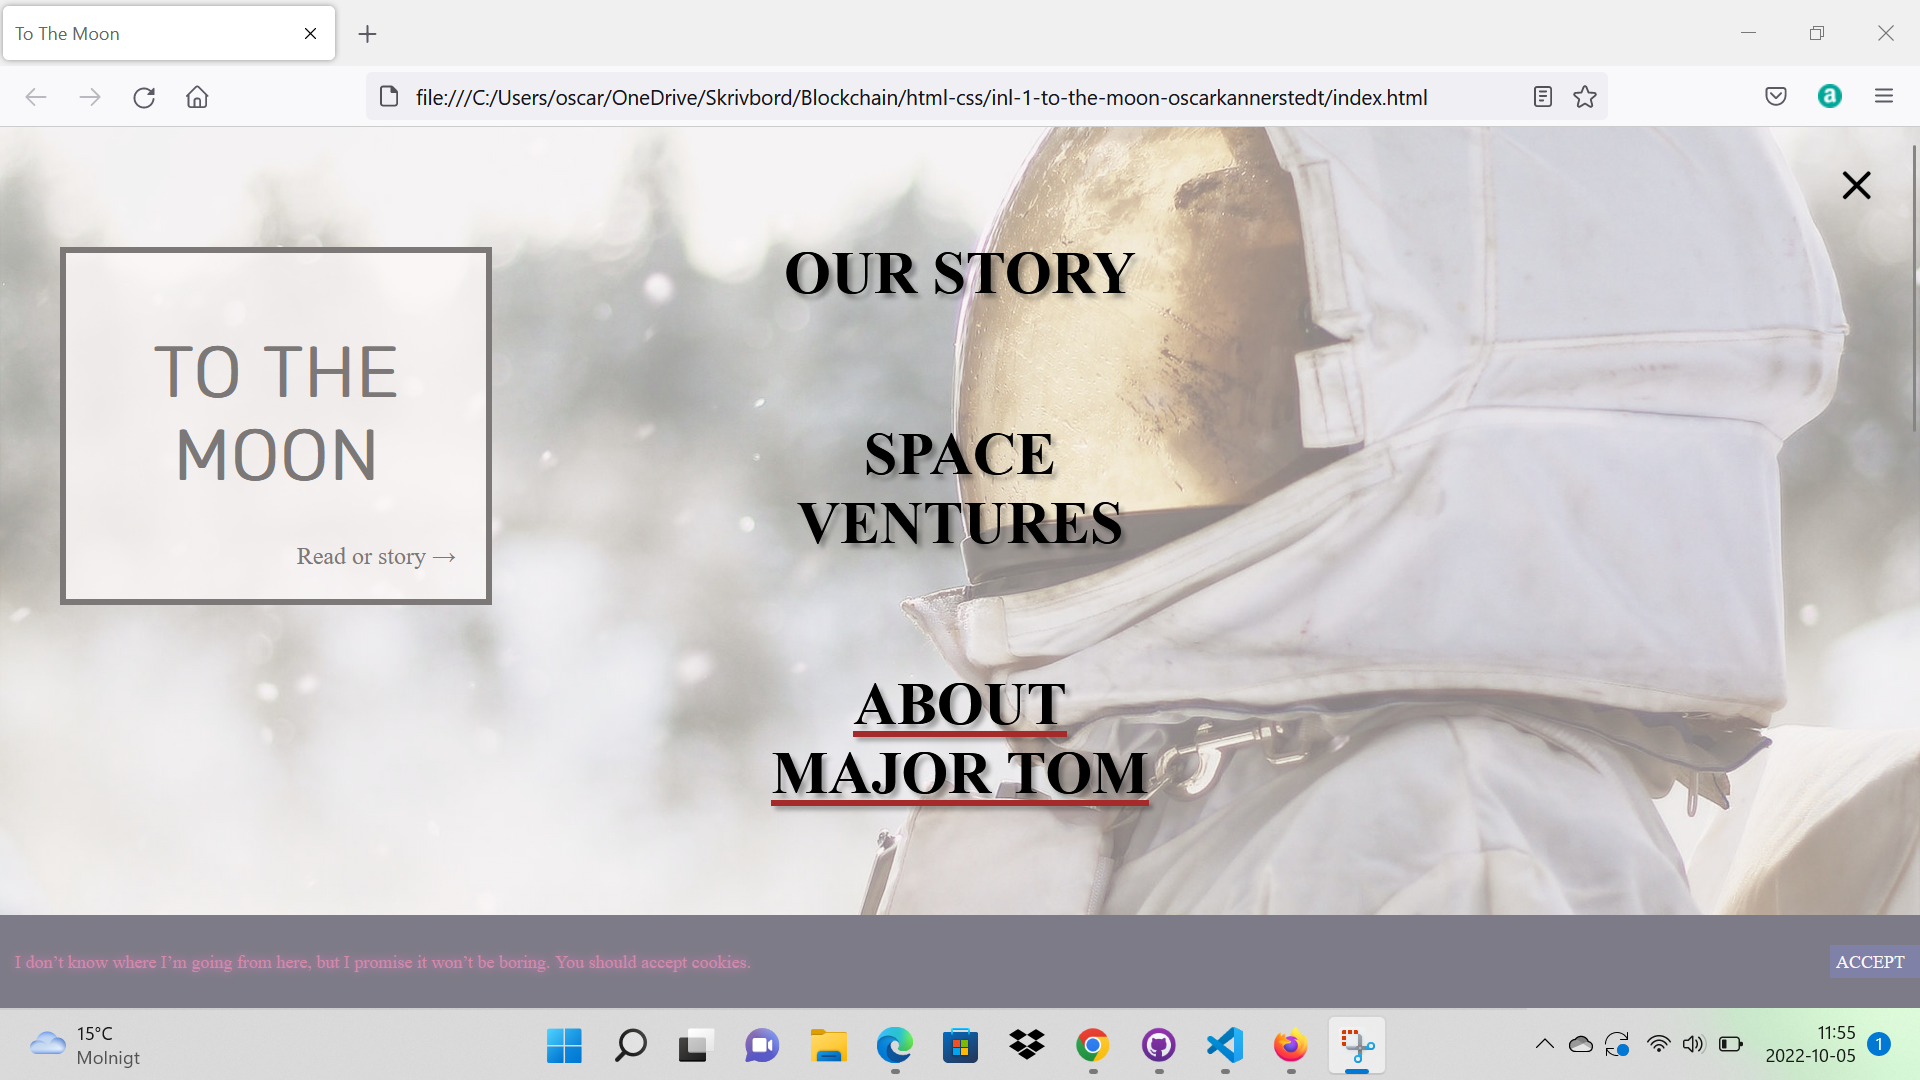 To The Moon
file:///C:/Users/oscar/OneDrive/Skrivbord/Blockchain/html-css/inl-1-to-the-moon-oscarkannerstedt/index.html
a
OUR STORY
TO THE
MOON
Read or story →
SPACE
VENTURES
ABOUT
MAJOR TOM
I don’t know where I’m going from here, but I promise it won’t be boring. You should accept cookies.
ACCEPT
15°C
Molnigt
11:55
2022-10-05
1